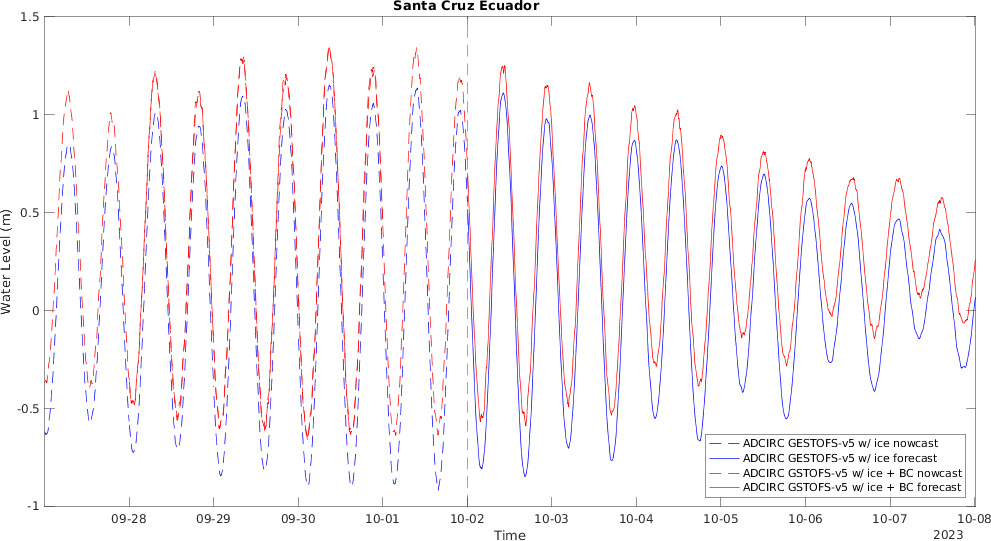 Santa Cruz Ecuador
1.5
1
0.5
0
-0.5
-1
Water Level (m)
ADCIRC GESTOFS-v5 w/ ice nowcast
ADCIRC GESTOFS-v5 w/ ice forecast
ADCIRC GSTOFS-v5 w/ ice + BC nowcast
ADCIRC GSTOFS-v5 w/ ice + BC forecast
09-28 09-29 09-30 10-01 10-02 10-03 10-04 10-05 10-06 10-07 10-08
Time
2023